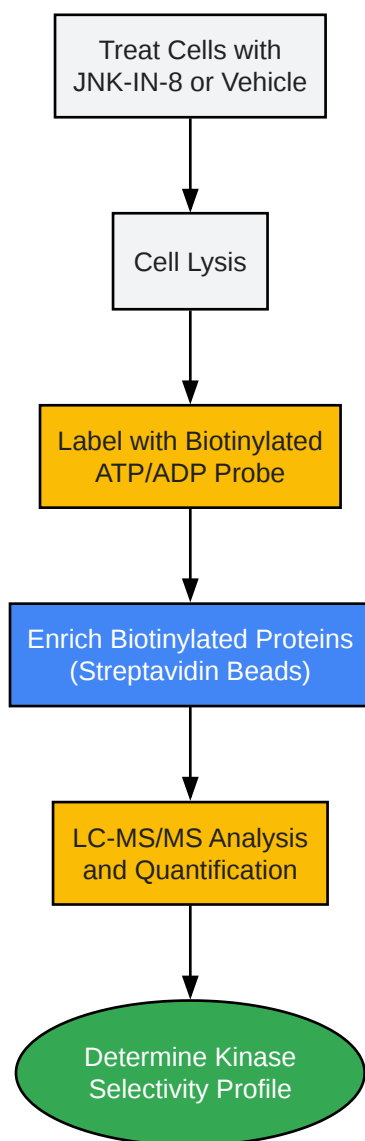 Treat Cells with
JNK-IN-8 or Vehicle
Cell Lysis
Label with Biotinylated
ATP/ADP Probe
Enrich Biotinylated Proteins
(Streptavidin Beads)
LC-MS/MS Analysis
and Quantification
Determine Kinase
Selectivity Profile